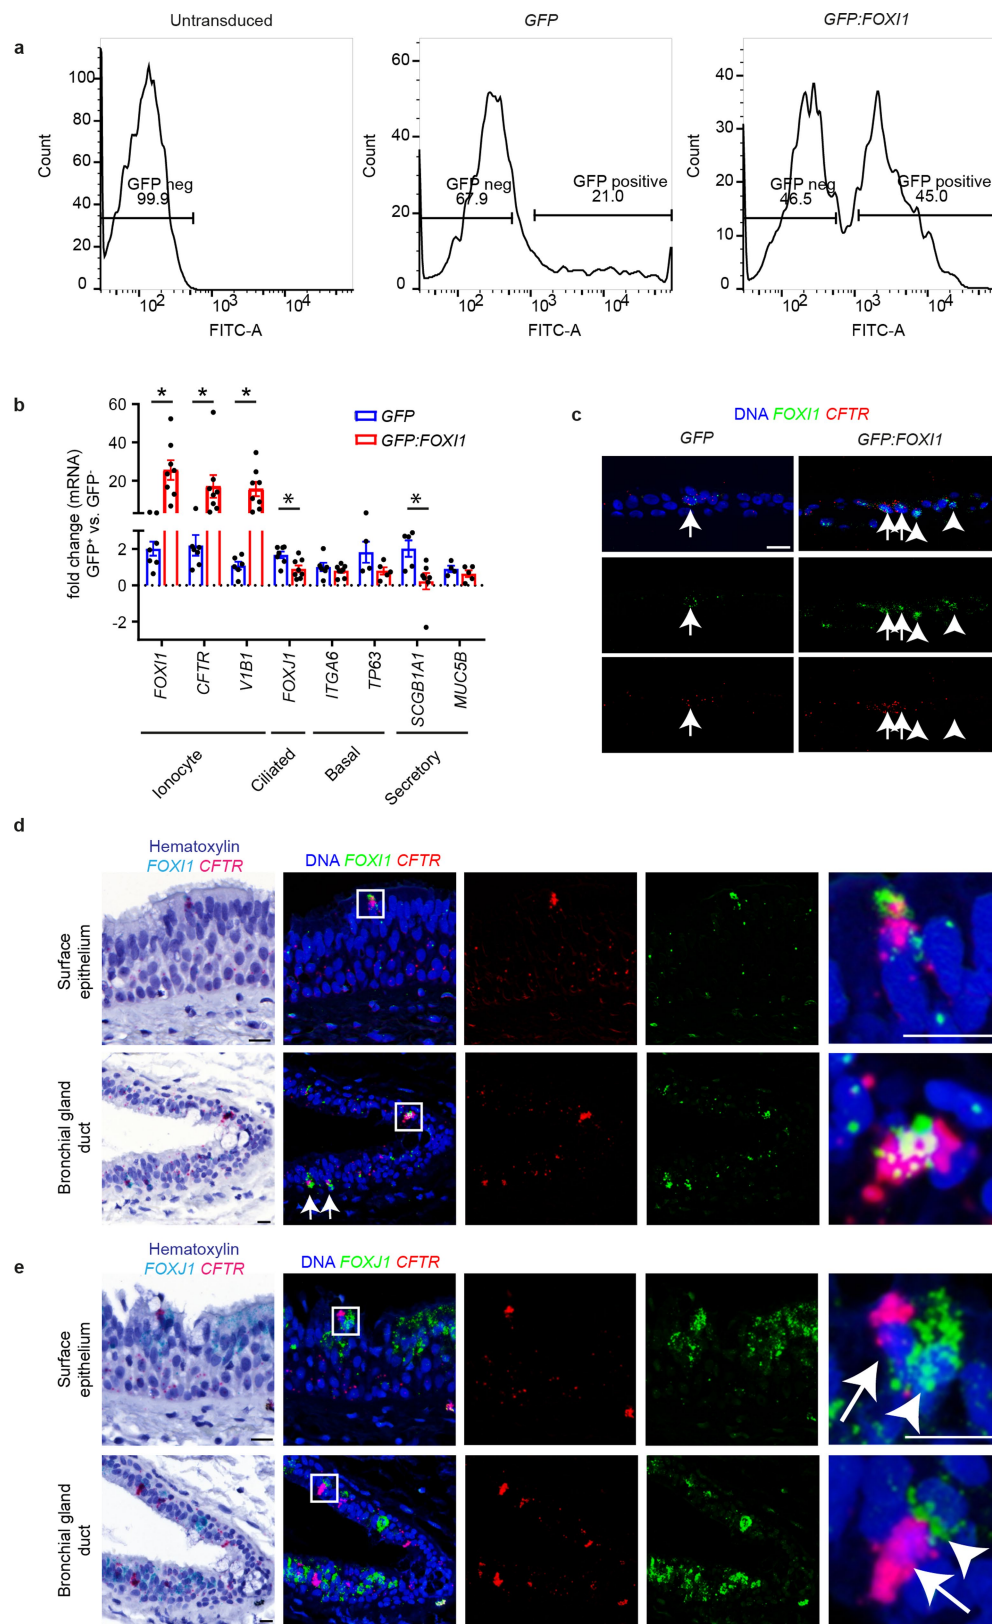 a
Untransduced
GFP
GFP:FOXI1
Count
100
80
60
40
20
0
GFP neg
99.9
10²
10³
10⁴
FITC-A
Count
60
40
20
0
GFP neg
67.9
GFP positive
21.0
10²
10³
10⁴
FITC-A
Count
40
30
20
10
0
GFP neg
46.5
GFP positive
45.0
10²
10³
10⁴
FITC-A
b
fold change (mRNA)
GFP⁺ vs. GFP⁻
60
40
20
2
0
-2
*
*
*
*
*
GFP
GFP:FOXI1
FOXI1
CFTR
V1B1
FOXJ1
ITGA6
TP63
SCGB1A1
MUC5B
Ionocyte
Ciliated
Basal
Secretory
c
DNA FOXI1 CFTR
GFP
GFP:FOXI1
d
Hematoxylin
FOXI1 CFTR
DNA FOXI1 CFTR
Surface
epithelium
Bronchial gland
duct
e
Hematoxylin
FOXJ1 CFTR
DNA FOXJ1 CFTR
Surface
epithelium
Bronchial gland
duct